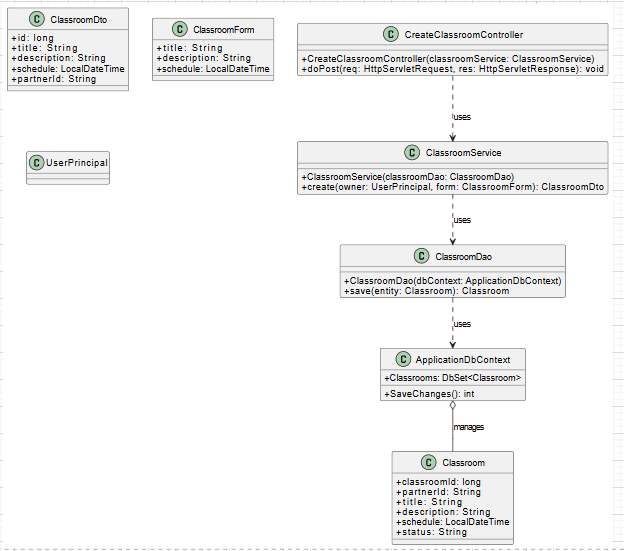 C ClassroomDto
+id: long
+title: String
+description: String
+schedule: LocalDateTime
+partnerId: String
C ClassroomForm
+title: String
+description: String
+schedule: LocalDateTime
C CreateClassroomController
+CreateClassroomController(classroomService: ClassroomService)
+doPost(req: HttpServletRequest, res: HttpServletResponse): void
uses
C UserPrincipal
C ClassroomService
+ClassroomService(classroomDao: ClassroomDao)
+create(owner: UserPrincipal, form: ClassroomForm): ClassroomDto
uses
C ClassroomDao
+ClassroomDao(dbContext: ApplicationDbContext)
+save(entity: Classroom): Classroom
uses
C ApplicationDbContext
+Classrooms: DbSet<Classroom>
+SaveChanges(): int
manages
C Classroom
+classroomId: long
+partnerId: String
+title: String
+description: String
+schedule: LocalDateTime
+status: String